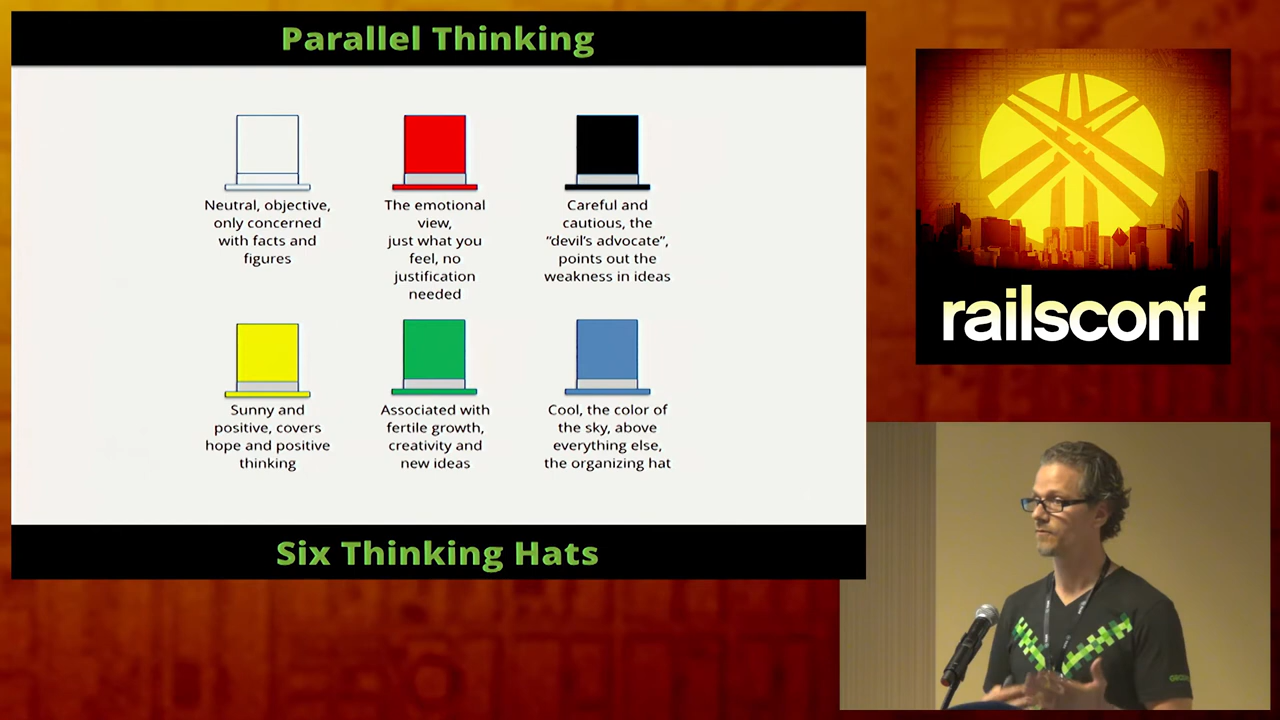 Parallel Thinking
Neutral, objective,
only concerned
with facts and
figures
The emotional
view,
just what you
feel, no
justification
needed
Careful and
cautious, the
“devil’s advocate”,
points out the
weakness in ideas
Sunny and
positive, covers
hope and positive
thinking
Associated with
fertile growth,
creativity and
new ideas
Cool, the color of
the sky, above
everything else,
the organizing hat
Six Thinking Hats
railsconf